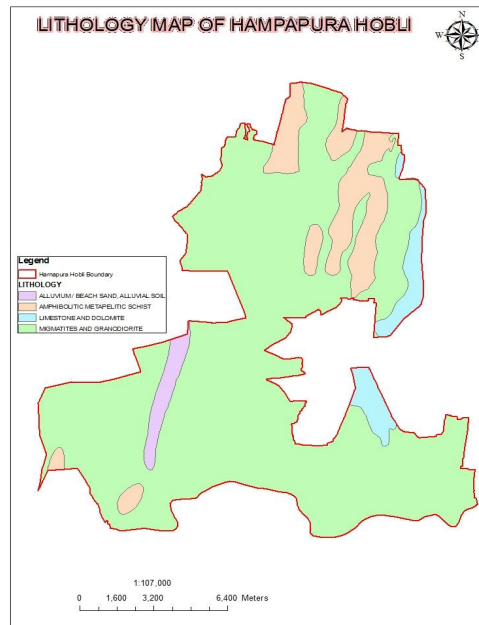 LITHOLOGY MAP OF HAMPAPURA HOBLI
N
W E
S
Legend
Hamapura Hobli Boundary
LITHOLOGY
ALLUVIUM / BEACH SAND, ALLUVIAL SOIL
AMPHIBOLITIC METAPELITIC SCHIST
LIMESTONE AND DOLOMITE
MIGMATITES AND GRANODIORITE
1:107,000
0 1,600 3,200 6,400 Meters